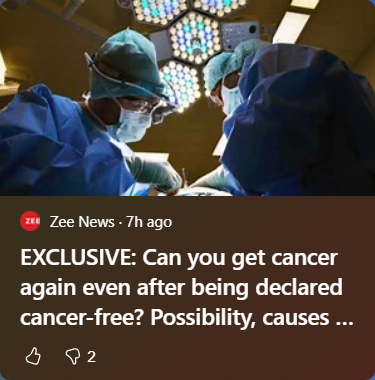 ZEE Zee News · 7h ago
EXCLUSIVE: Can you get cancer
again even after being declared
cancer-free? Possibility, causes ...
2